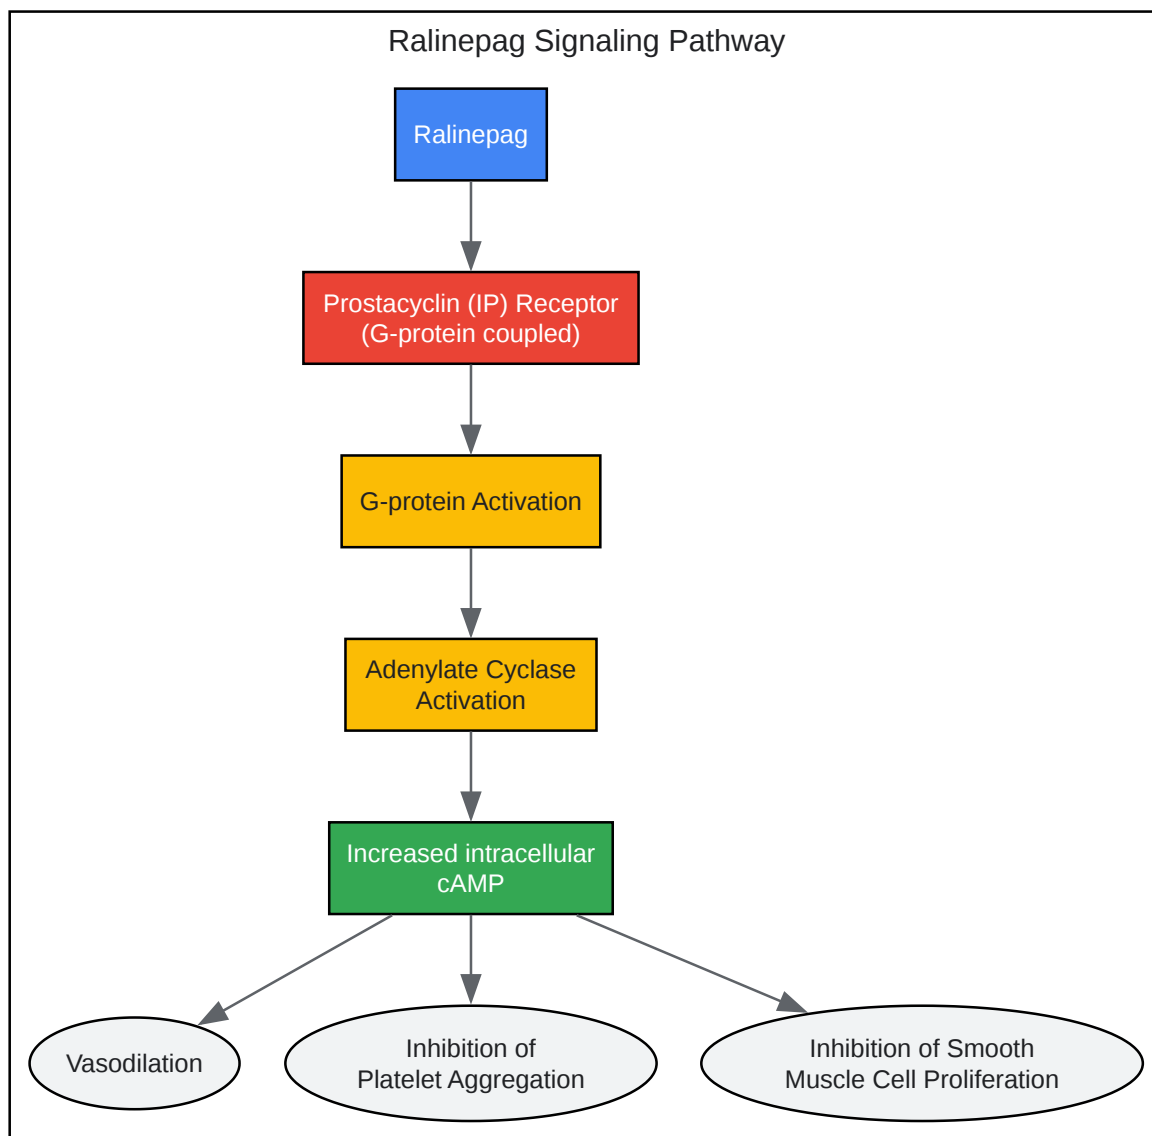 Ralinepag Signaling Pathway
Ralinepag
Prostacyclin (IP) Receptor
(G-protein coupled)
G-protein Activation
Adenylate Cyclase
Activation
Increased intracellular
cAMP
Vasodilation
Inhibition of
Platelet Aggregation
Inhibition of Smooth
Muscle Cell Proliferation